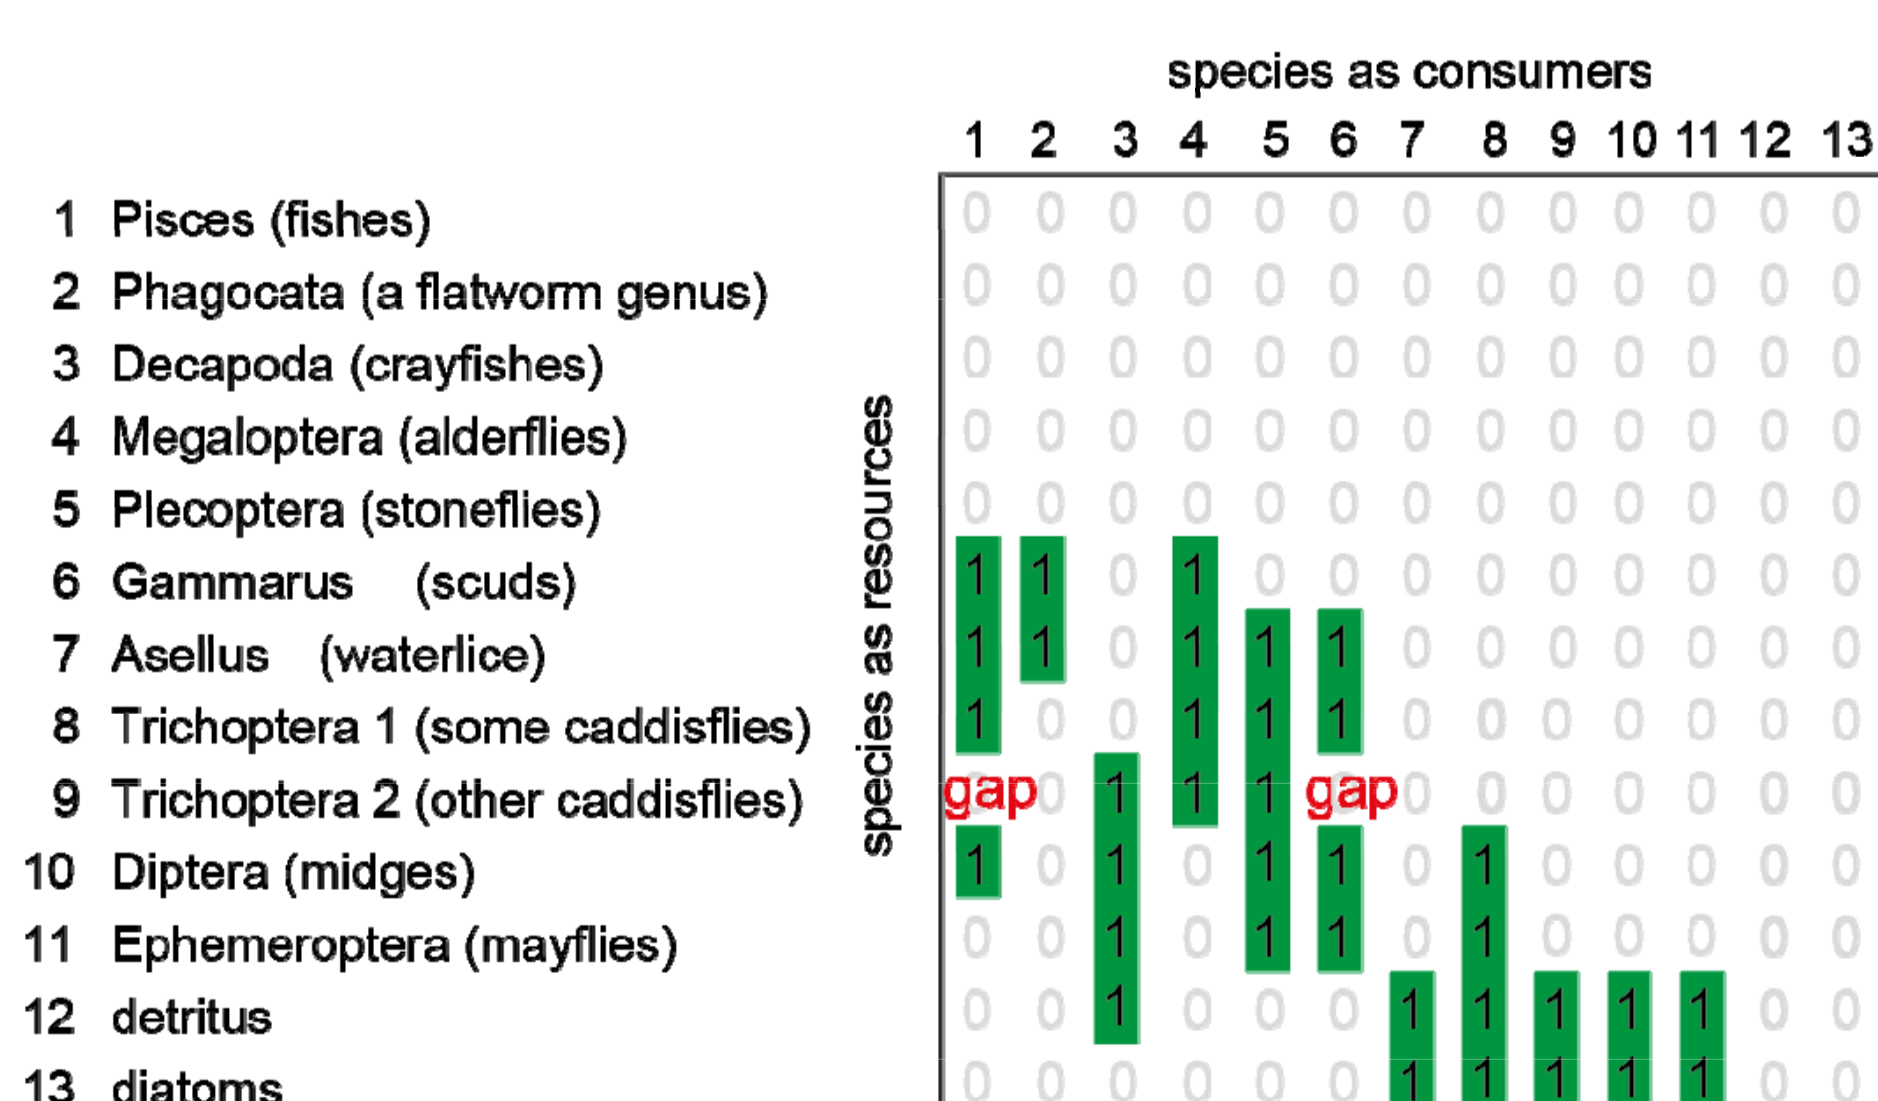 species as consumers
1 2 3 4 5 6 7 8 9 10 11 12 13
species as resources
1 Pisces (fishes) 0 0 0 0 0 0 0 0 0 0 0 0 0
2 Phagocata (a flatworm genus) 0 0 0 0 0 0 0 0 0 0 0 0 0
3 Decapoda (crayfishes) 0 0 0 0 0 0 0 0 0 0 0 0 0
4 Megaloptera (alderflies) 0 0 0 0 0 0 0 0 0 0 0 0 0
5 Plecoptera (stoneflies) 0 0 0 0 0 0 0 0 0 0 0 0 0
6 Gammarus (scuds) 1 1 0 1 0 0 0 0 0 0 0 0 0
7 Asellus (waterlice) 1 1 0 1 1 1 0 0 0 0 0 0 0
8 Trichoptera 1 (some caddisflies) 1 0 0 1 1 1 0 0 0 0 0 0 0
9 Trichoptera 2 (other caddisflies) gap 0 1 1 1 gap 0 0 0 0 0 0 0
10 Diptera (midges) 1 0 1 0 1 1 0 1 0 0 0 0 0
11 Ephemeroptera (mayflies) 0 0 1 0 1 1 0 1 0 0 0 0 0
12 detritus 0 0 1 0 0 0 1 1 1 1 1 0 0
13 diatoms 0 0 0 0 0 0 1 1 1 1 1 0 0